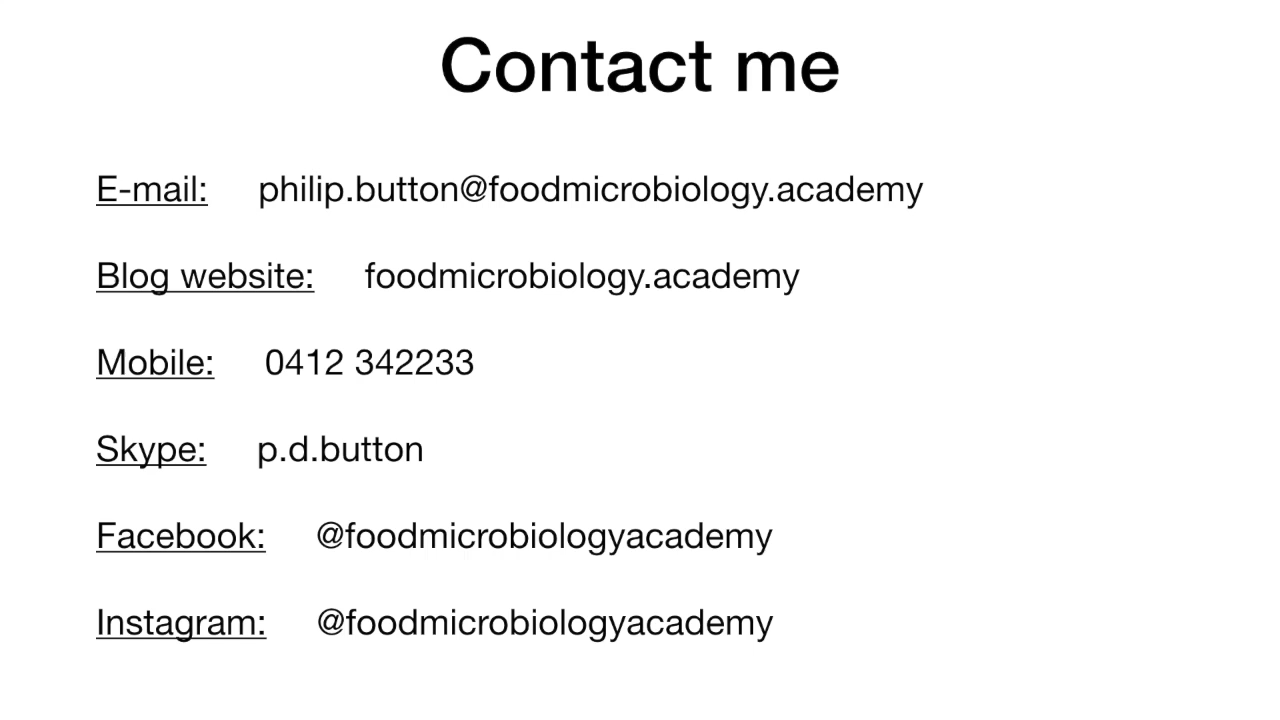 Contact me
E-mail: philip.button@foodmicrobiology.academy
Blog website: foodmicrobiology.academy
Mobile: 0412 342233
Skype: p.d.button
Facebook: @foodmicrobiologyacademy
Instagram: @foodmicrobiologyacademy